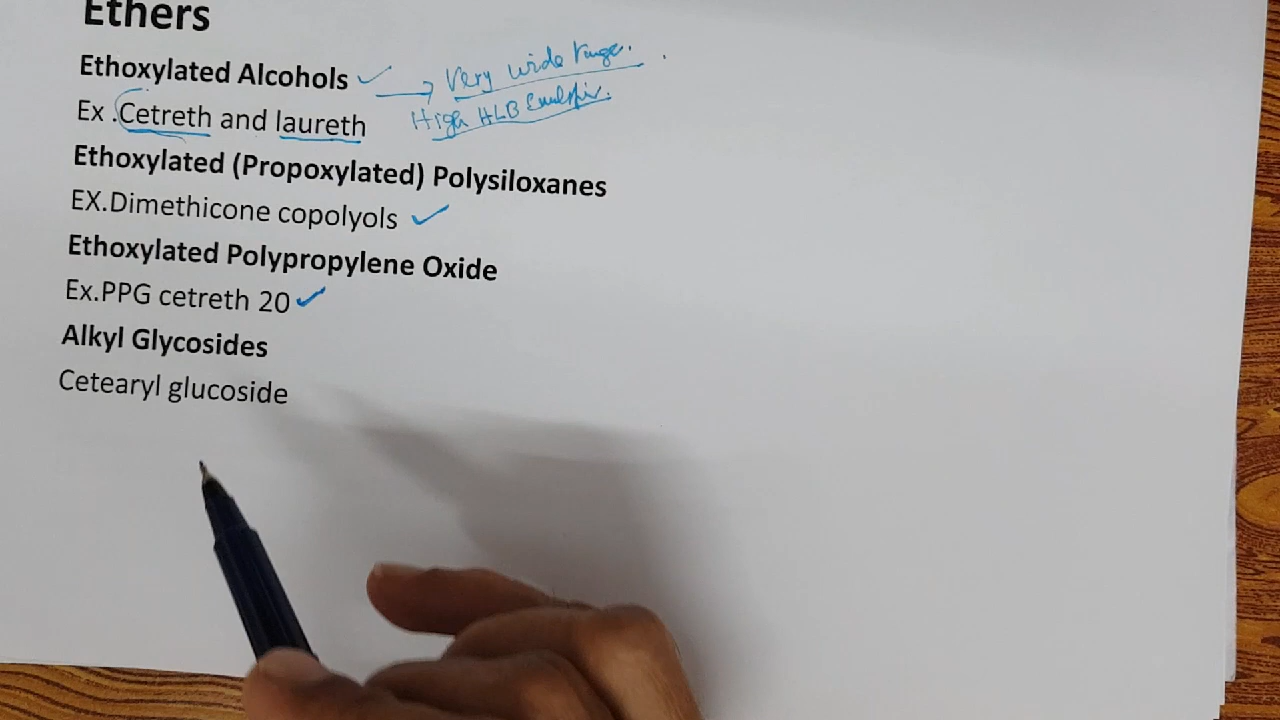 Ethers
Ethoxylated Alcohols → Very wide range.
Ex .Cetreth and laureth High HLB Emulsfir.
Ethoxylated (Propoxylated) Polysiloxanes
EX.Dimethicone copolyols
Ethoxylated Polypropylene Oxide
Ex.PPG cetreth 20
Alkyl Glycosides
Cetearyl glucoside